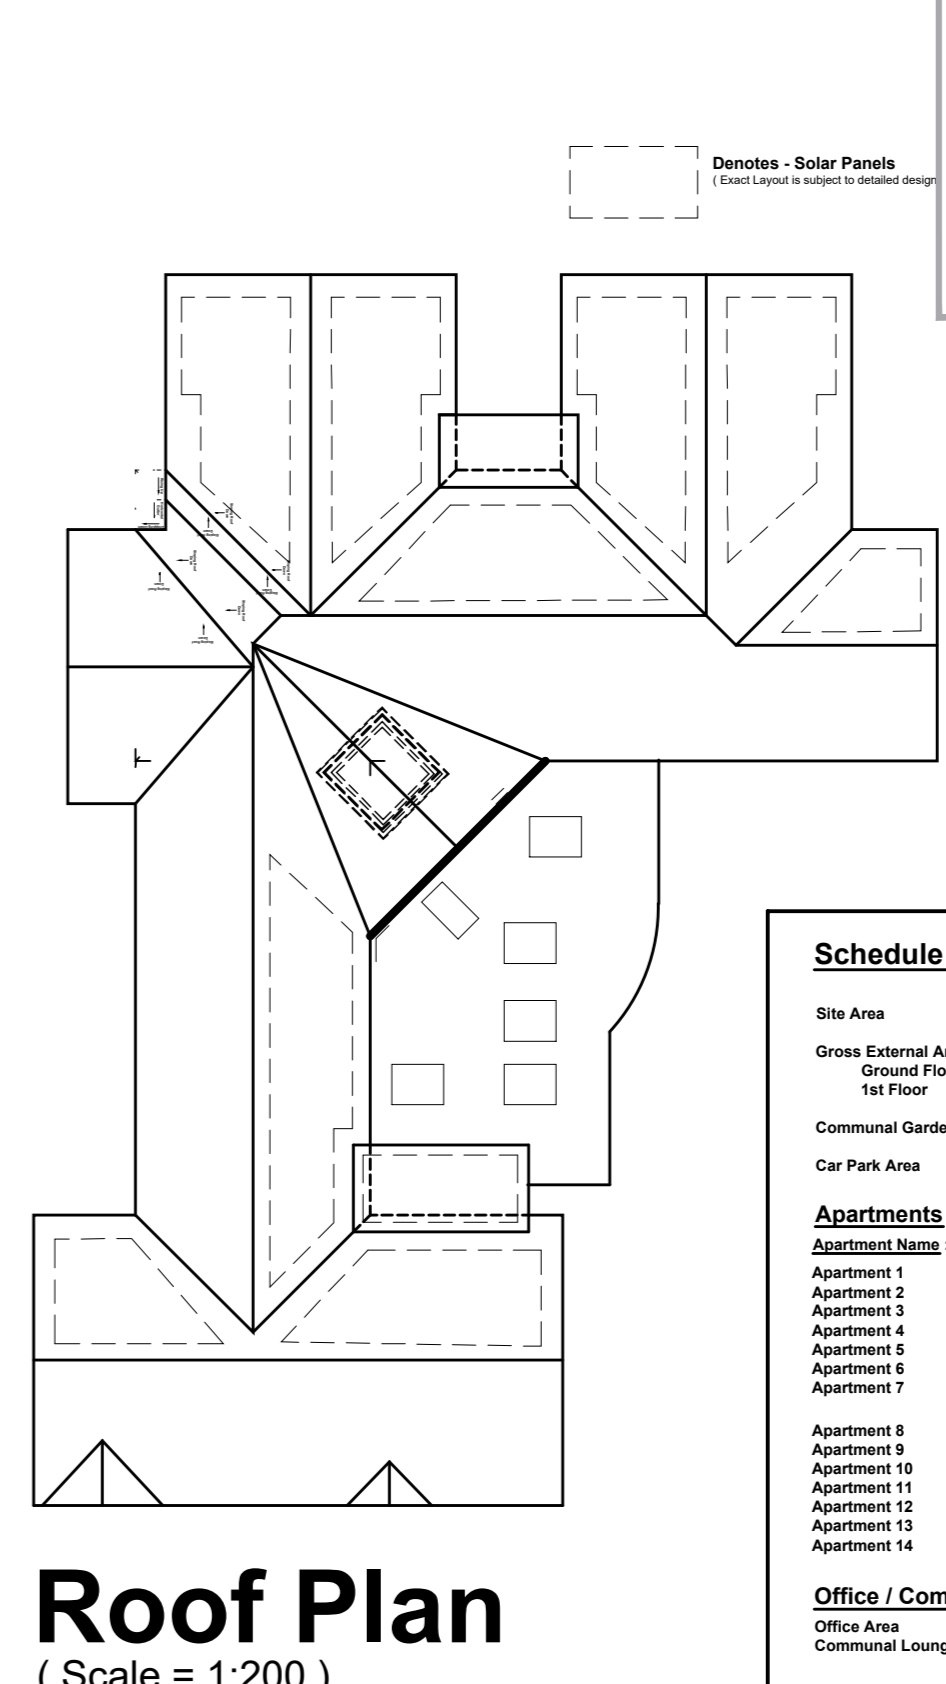 Denotes - Solar Panels
( Exact Layout is subject to detailed design
Schedule
Site Area
Gross External Ar
Ground Flo
1st Floor
Communal Garde
Car Park Area
Apartments
Apartment Name :
Apartment 1
Apartment 2
Apartment 3
Apartment 4
Apartment 5
Apartment 6
Apartment 7
Apartment 8
Apartment 9
Apartment 10
Apartment 11
Apartment 12
Apartment 13
Apartment 14
Office / Com
Office Area
Communal Loung
Roof Plan
( Scale = 1:200 )